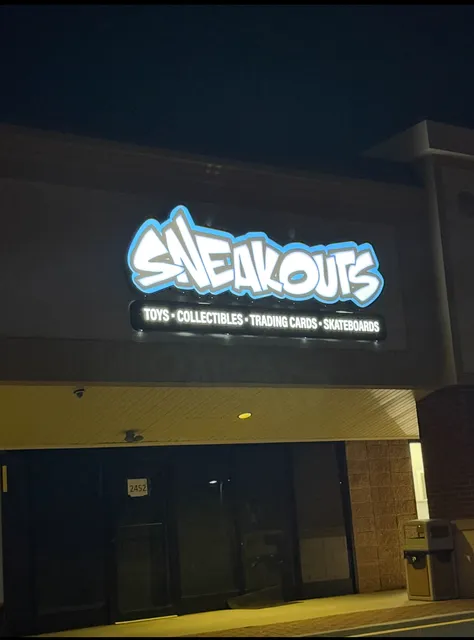 SNEAKOUTS
TOYS • COLLECTIBLES • TRADING CARDS • SKATEBOARDS
2452